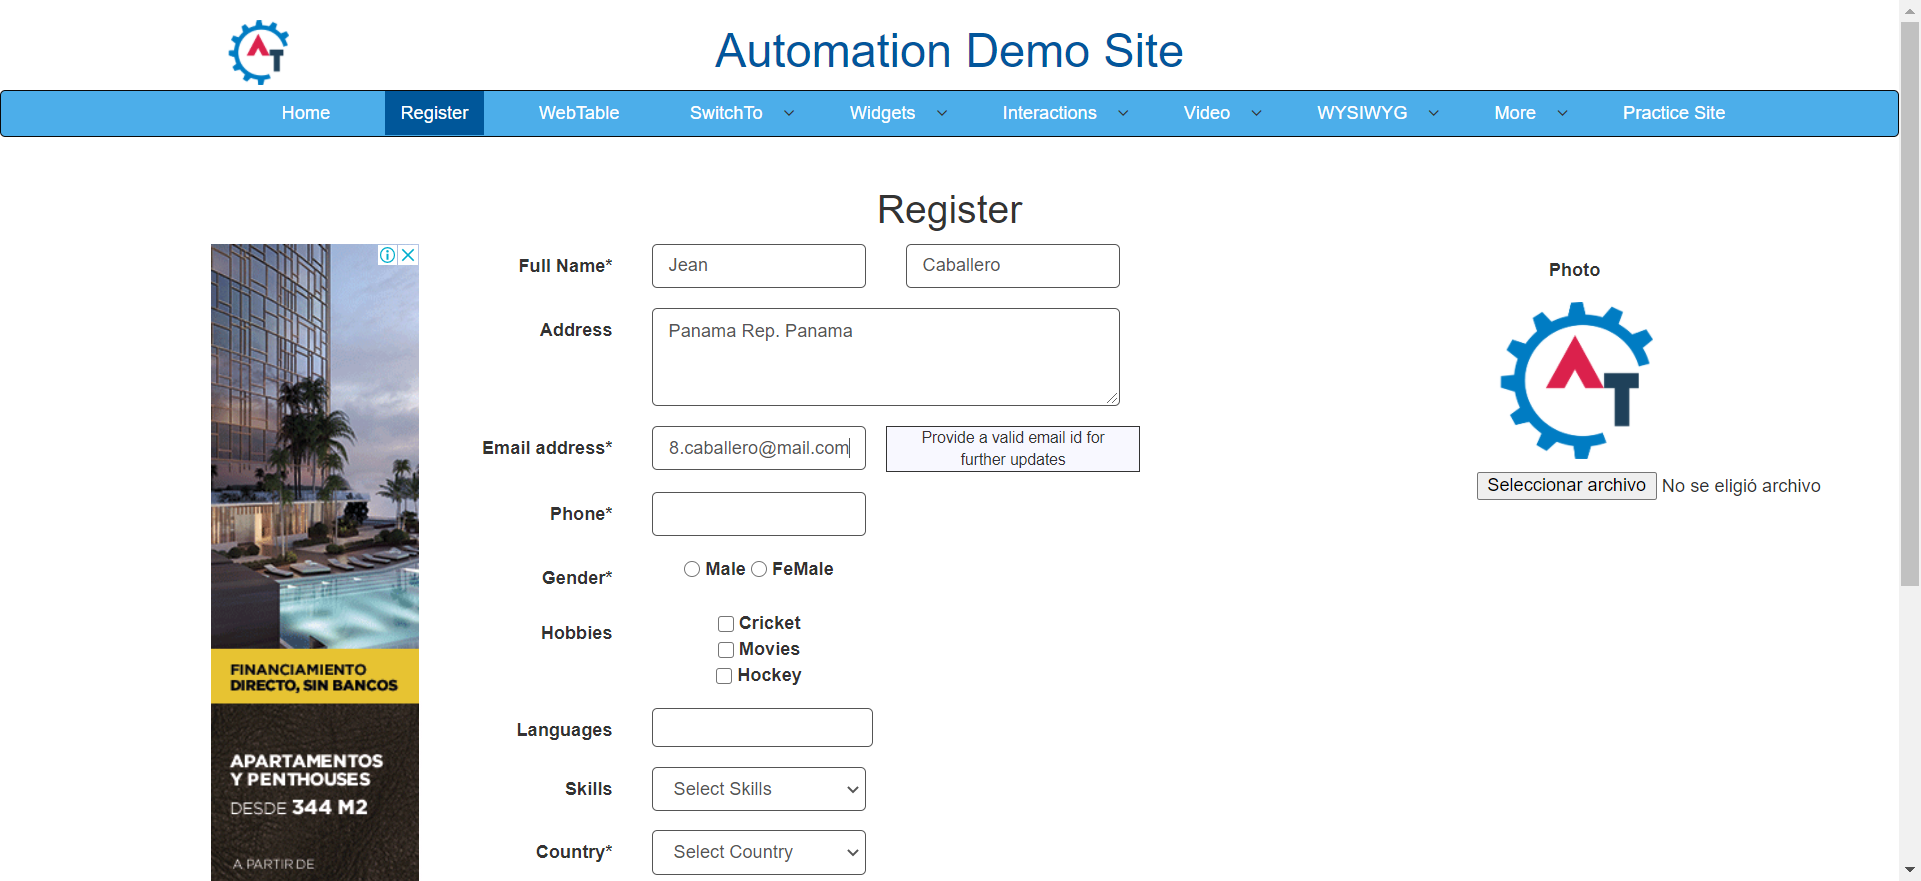 AT
Automation Demo Site
Home Register WebTable SwitchTo Widgets Interactions Video WYSIWYG More Practice Site
Register
Full Name* Jean Caballero
Photo
Address Panama Rep. Panama
AT
Email address* 8.caballero@mail.com
Provide a valid email id for
further updates
Seleccionar archivo No se eligió archivo
Phone*
Gender* Male FeMale
Hobbies Cricket
Movies
Hockey
Languages
Skills Select Skills
Country* Select Country
FINANCIAMIENTO
DIRECTO, SIN BANCOS
APARTAMENTOS
Y PENTHOUSES
DESDE 344 M2
A PARTIR DE